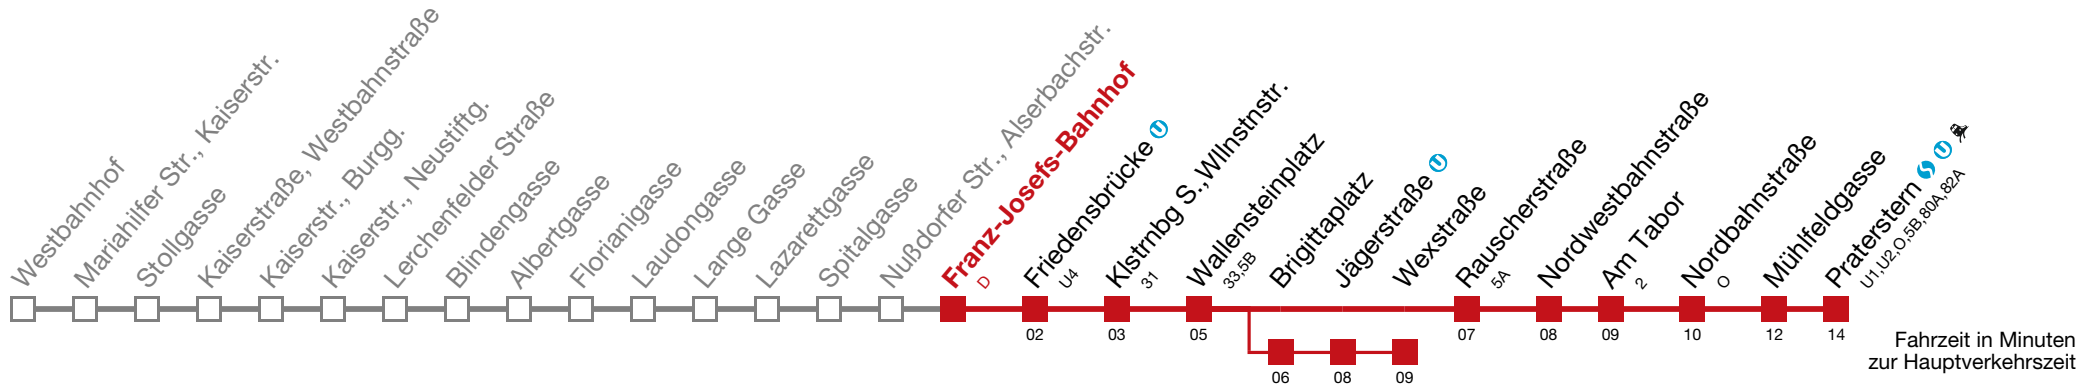 Westbahnhof
Mariahilfer Str., Kaiserstr.
Stollgasse
Kaiserstraße, Westbahnstraße
Kaiserstr., Burgg.
Kaiserstr., Neustiftg.
Lerchenfelder Straße
Blindengasse
Albertgasse
Florianigasse
Laudongasse
Lange Gasse
Lazarettgasse
Spitalgasse
Nußdorfer Str., Alserbachstr.
Franz-Josefs-Bahnhof
D
Friedensbrücke U
U4
02
Klstrnbg S., Wllnstnstr.
31
03
Wallensteinplatz
33,5B
05
Brigittaplatz
06
Jägerstraße U
08
Wexstraße
09
Rauscherstraße
5A
07
Nordwestbahnstraße
08
Am Tabor
2
09
Nordbahnstraße
O
10
Mühlfeldgasse
12
Praterstern S U
U1,U2,O,5B,80A,82A
14
Fahrzeit in Minuten
zur Hauptverkehrszeit